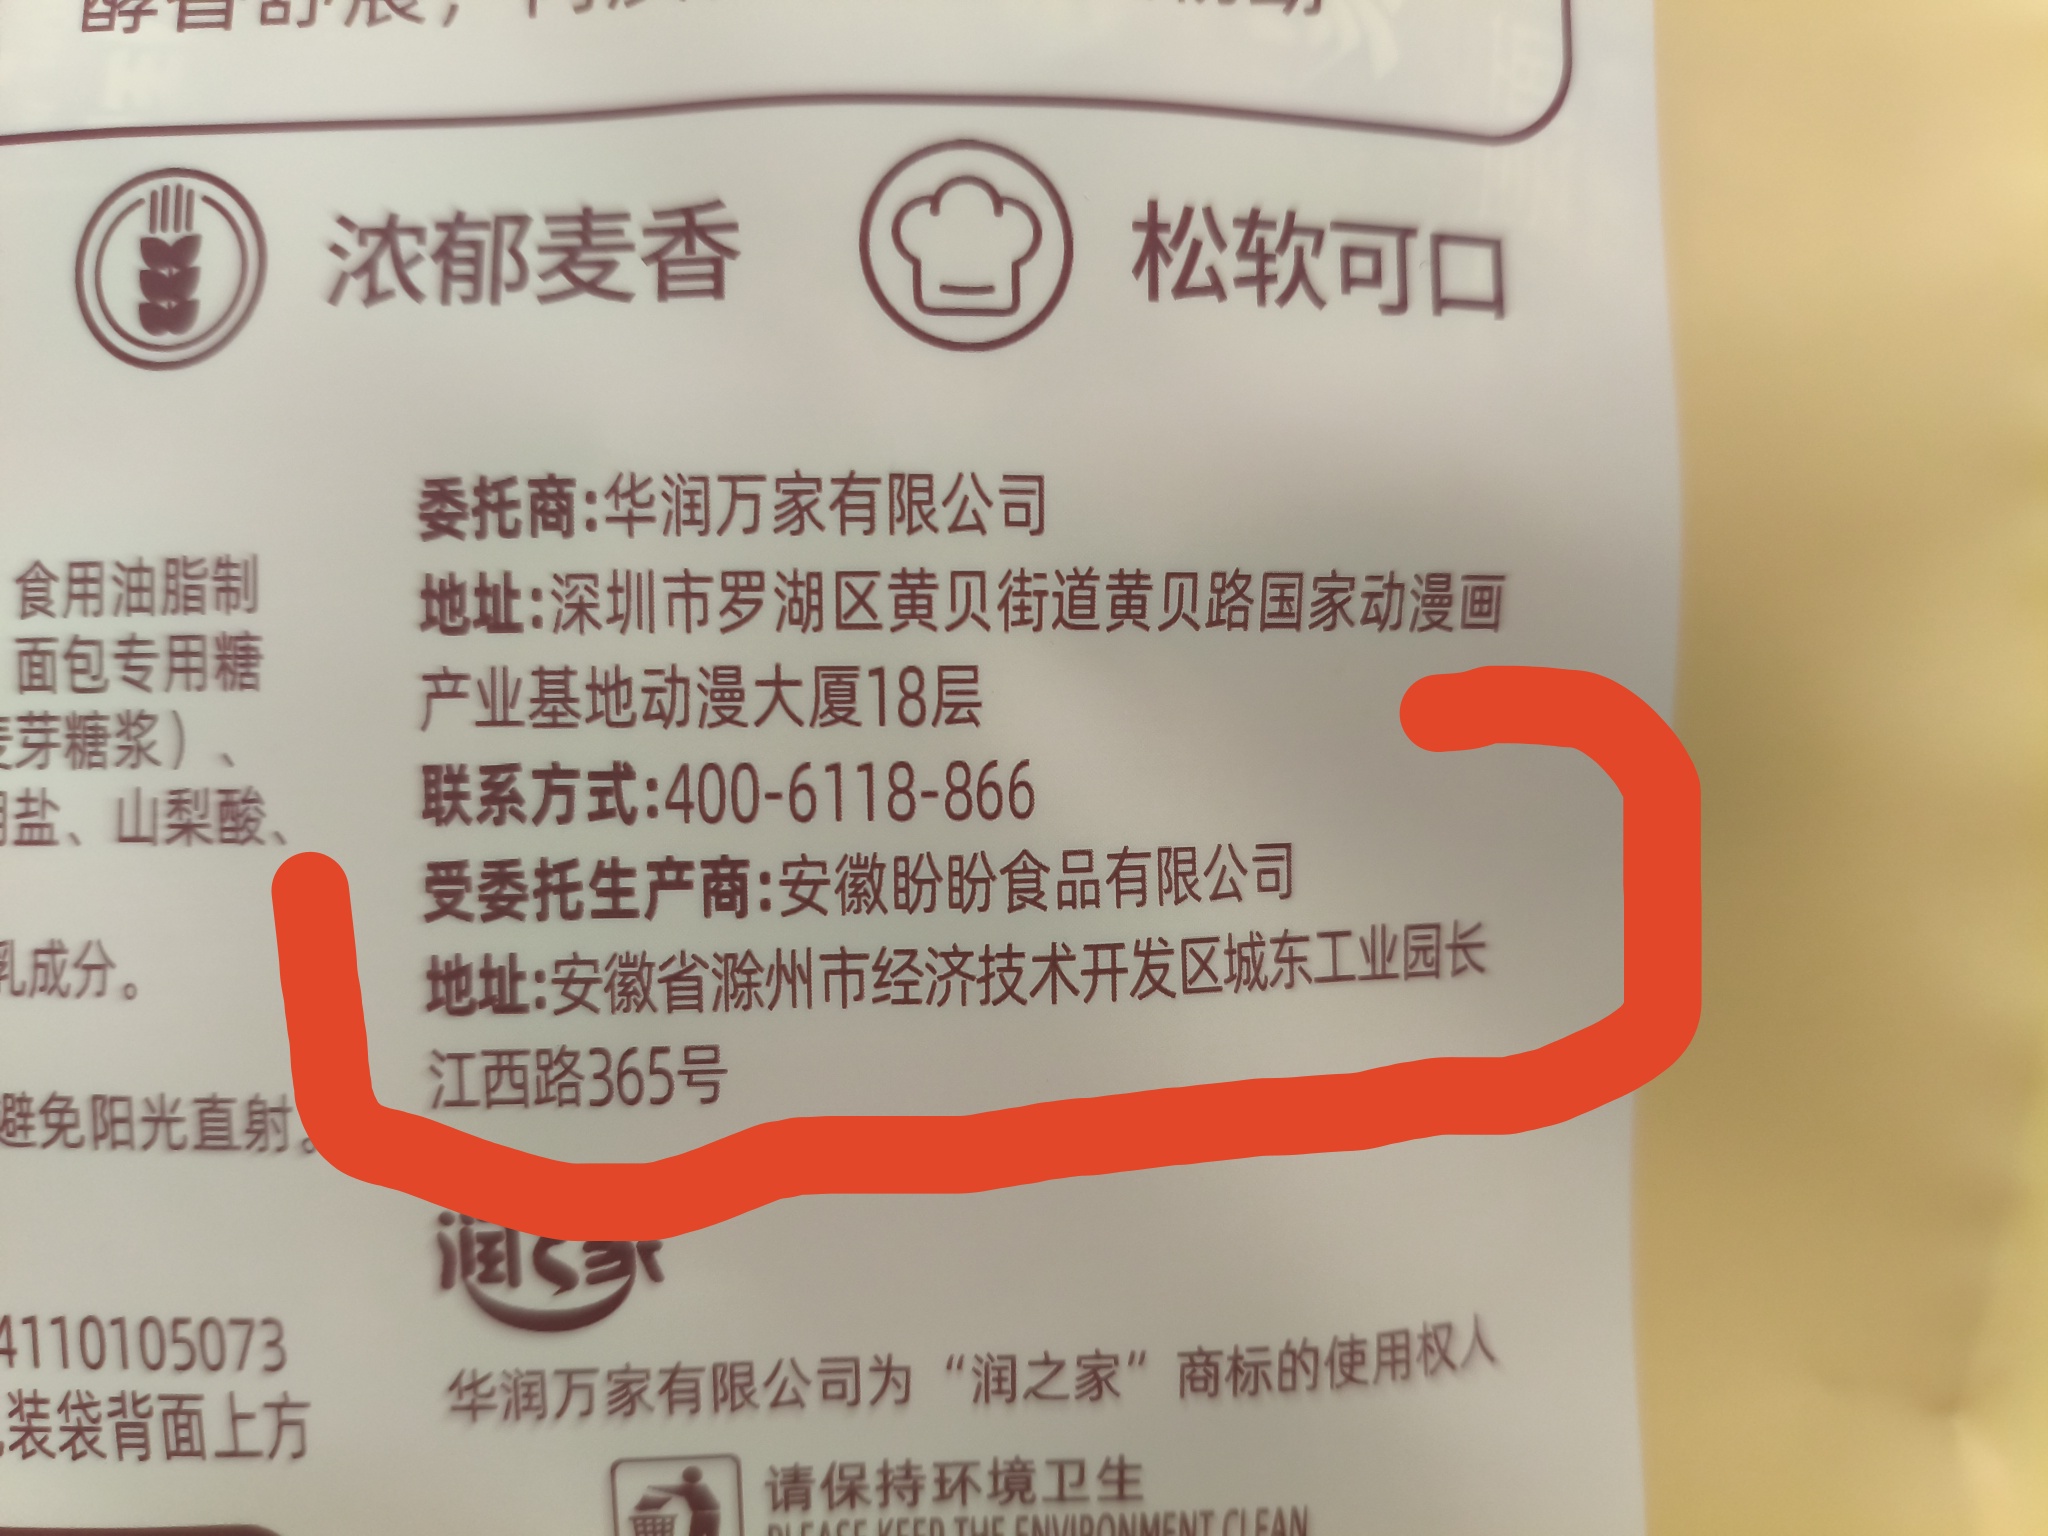 浓郁麦香
松软可口
食用油脂制
面包专用糖
麦芽糖浆）、
盐、山梨酸、
乳成分。
避免阳光直射。
4110105073
装袋背面上方
委托商:华润万家有限公司
地址:深圳市罗湖区黄贝街道黄贝路国家动漫画
产业基地动漫大厦18层
联系方式:400-6118-866
受委托生产商:安徽盼盼食品有限公司
地址:安徽省滁州市经济技术开发区城东工业园长
江西路365号
润之家
华润万家有限公司为“润之家”商标的使用权人
请保持环境卫生
PLEASE KEEP THE ENVIRONMENT CLEAN